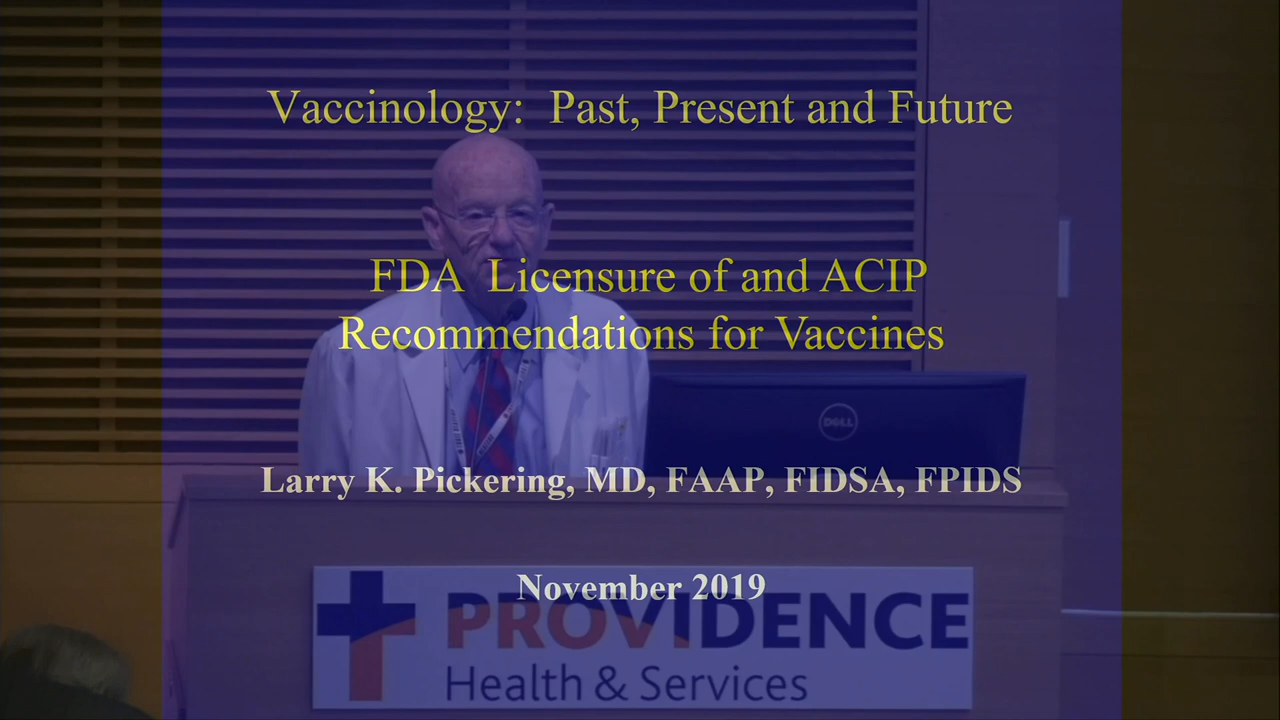 Vaccinology: Past, Present and Future
FDA Licensure of and ACIP
Recommendations for Vaccines
DELL
Larry K. Pickering, MD, FAAP, FIDSA, FPIDS
November 2019
PROVIDENCE
Health & Services